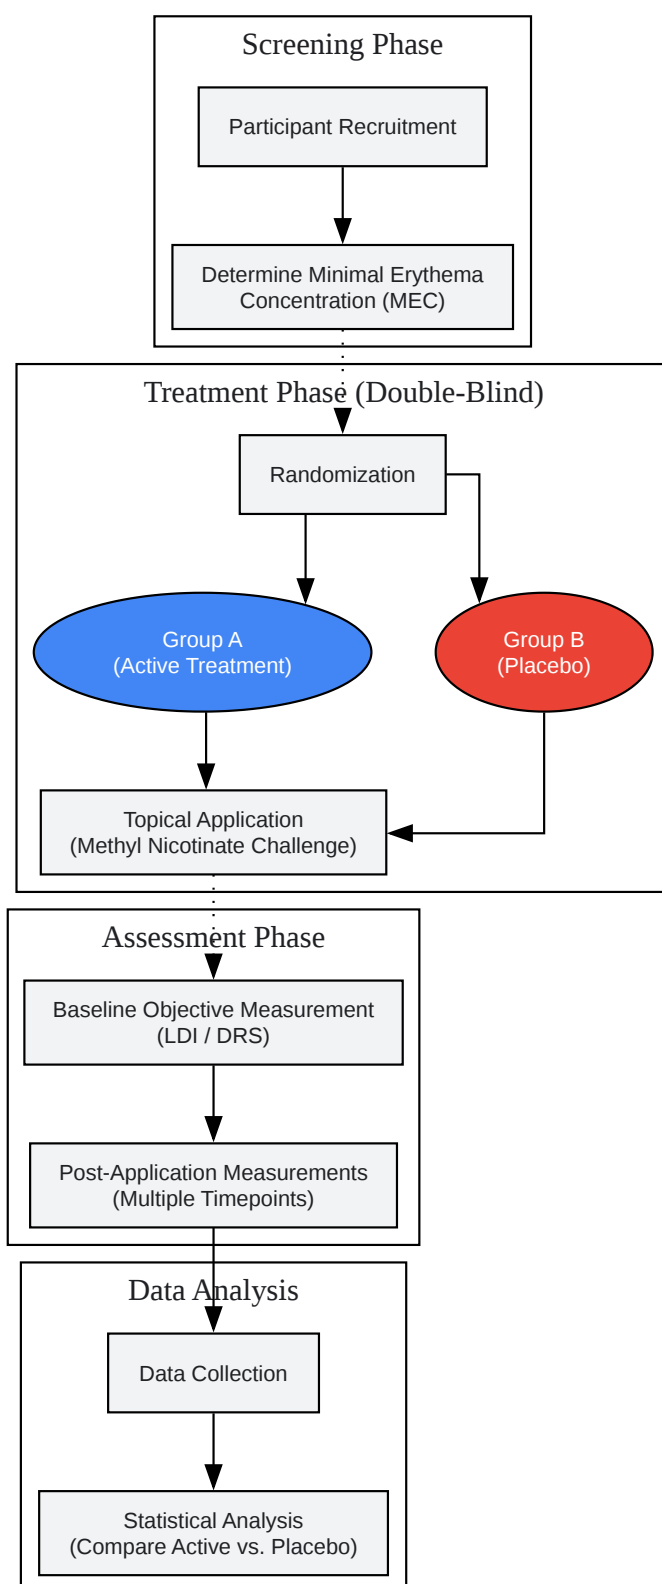 Screening Phase
Participant Recruitment
Determine Minimal Erythema
Concentration (MEC)
Treatment Phase (Double-Blind)
Randomization
Group A
(Active Treatment)
Group B
(Placebo)
Topical Application
(Methyl Nicotinate Challenge)
Assessment Phase
Baseline Objective Measurement
(LDI / DRS)
Post-Application Measurements
(Multiple Timepoints)
Data Analysis
Data Collection
Statistical Analysis
(Compare Active vs. Placebo)